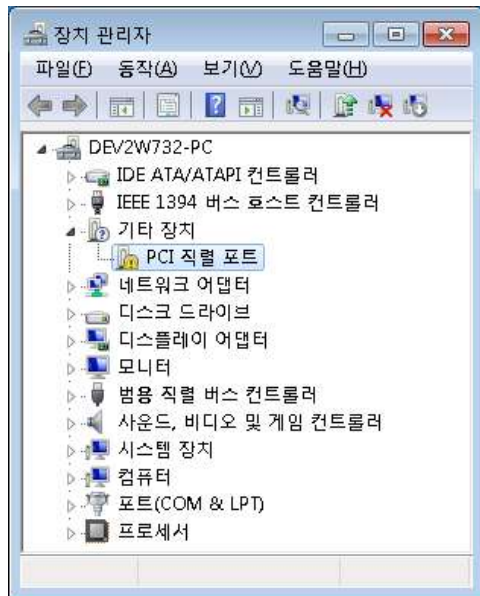 장치 관리자
파일(F) 동작(A) 보기(V) 도움말(H)
DEV2W732-PC
IDE ATA/ATAPI 컨트롤러
IEEE 1394 버스 호스트 컨트롤러
기타 장치
PCI 직렬 포트
네트워크 어댑터
디스크 드라이브
디스플레이 어댑터
모니터
범용 직렬 버스 컨트롤러
사운드, 비디오 및 게임 컨트롤러
시스템 장치
컴퓨터
포트(COM & LPT)
프로세서